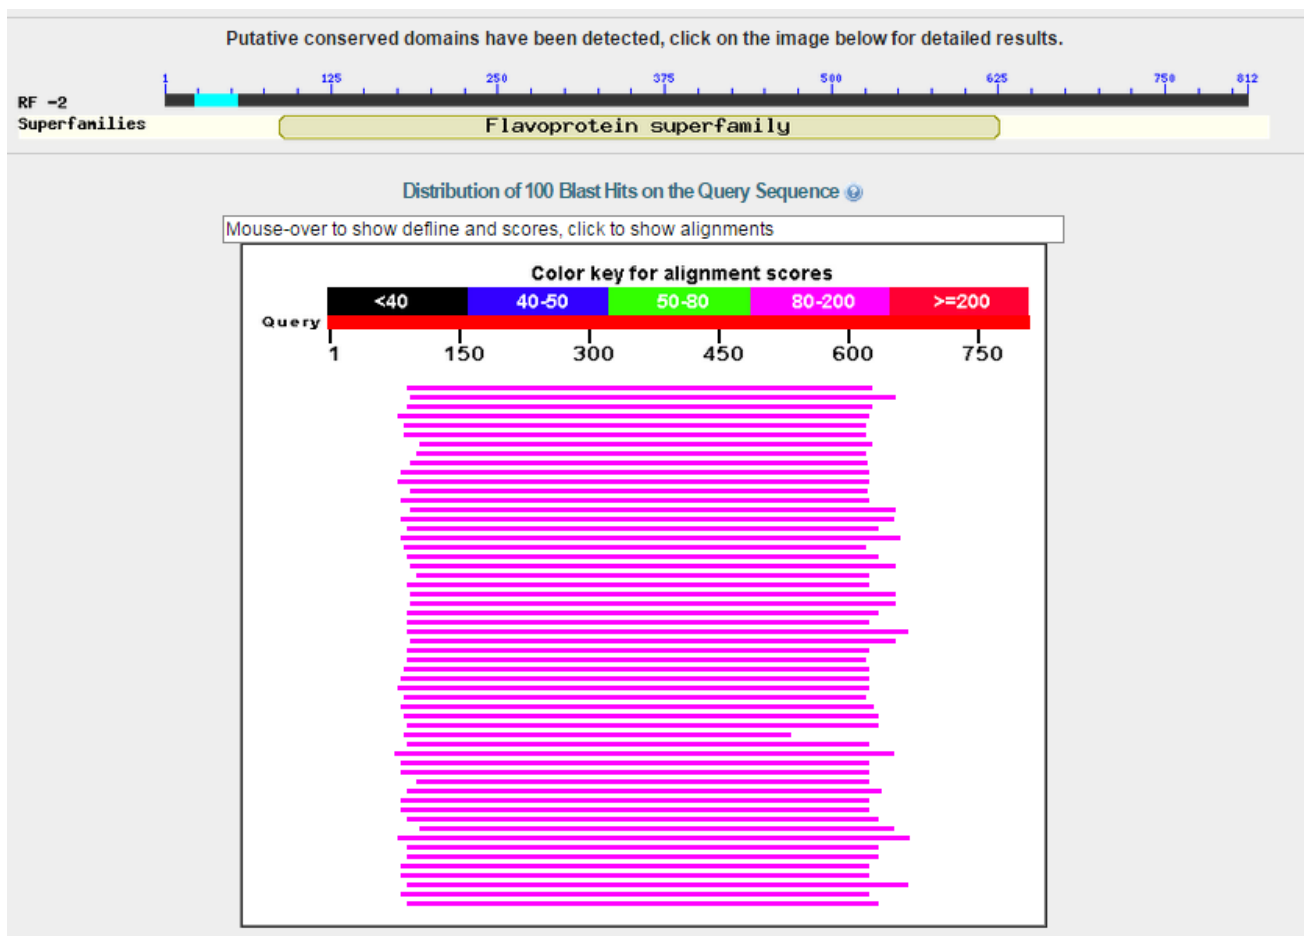 Putative conserved domains have been detected, click on the image below for detailed results.
1 125 250 375 500 625 750 812
RF -2
Superfamilies Flavoprotein superfamily
Distribution of 100 Blast Hits on the Query Sequence ?
Mouse-over to show defline and scores, click to show alignments
Color key for alignment scores
<40 40-50 50-80 80-200 >=200
Query
1 150 300 450 600 750